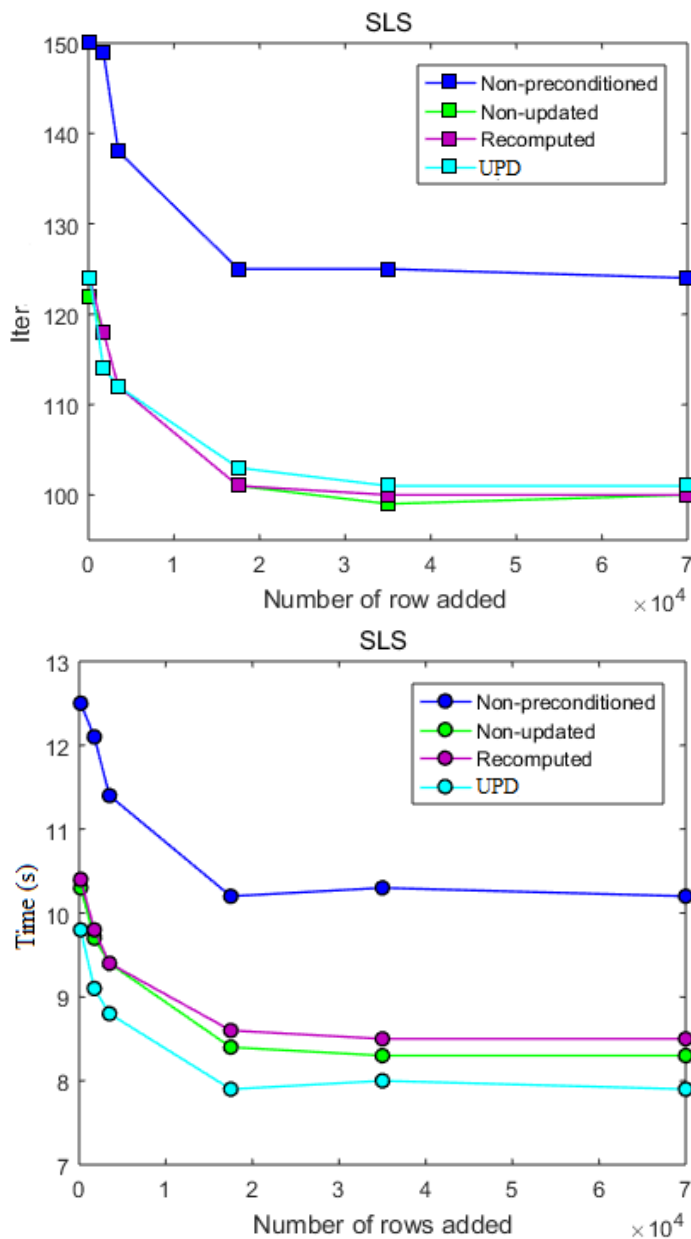 SLS
150
140
130
120
110
100
Iter
Non-preconditioned
Non-updated
Recomputed
UPD
0 1 2 3 4 5 6 7
Number of row added
×10^4
SLS
13
12
11
10
9
8
7
Time (s)
Non-preconditioned
Non-updated
Recomputed
UPD
0 1 2 3 4 5 6 7
Number of rows added
×10^4